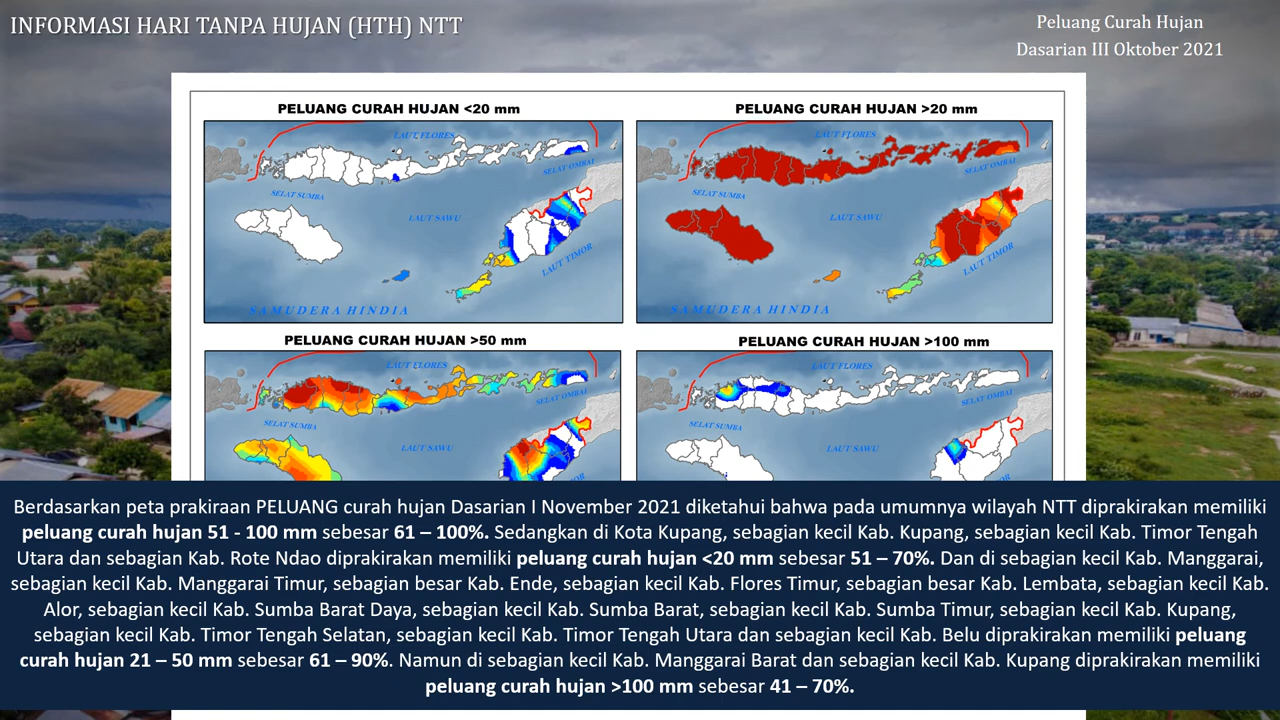 INFORMASI HARI TANPA HUJAN (HTH) NTT
Peluang Curah Hujan
Dasarian III Oktober 2021
PELUANG CURAH HUJAN <20 mm
LAUT FLORES
SELAT OMBAI
SELAT SUMBA
LAUT SAWU
LAUT TIMOR
SAMUDERA HINDIA
PELUANG CURAH HUJAN >20 mm
LAUT FLORES
SELAT OMBAI
SELAT SUMBA
LAUT SAWU
LAUT TIMOR
SAMUDERA HINDIA
PELUANG CURAH HUJAN >50 mm
LAUT FLORES
SELAT OMBAI
SELAT SUMBA
LAUT SAWU
PELUANG CURAH HUJAN >100 mm
LAUT FLORES
SELAT OMBAI
SELAT SUMBA
LAUT SAWU
Berdasarkan peta prakiraan PELUANG curah hujan Dasarian I November 2021 diketahui bahwa pada umumnya wilayah NTT diprakirakan memiliki
peluang curah hujan 51 - 100 mm sebesar 61 – 100%. Sedangkan di Kota Kupang, sebagian kecil Kab. Kupang, sebagian kecil Kab. Timor Tengah
Utara dan sebagian Kab. Rote Ndao diprakirakan memiliki peluang curah hujan <20 mm sebesar 51 – 70%. Dan di sebagian kecil Kab. Manggarai,
sebagian kecil Kab. Manggarai Timur, sebagian besar Kab. Ende, sebagian kecil Kab. Flores Timur, sebagian besar Kab. Lembata, sebagian kecil Kab.
Alor, sebagian kecil Kab. Sumba Barat Daya, sebagian kecil Kab. Sumba Barat, sebagian kecil Kab. Sumba Timur, sebagian kecil Kab. Kupang,
sebagian kecil Kab. Timor Tengah Selatan, sebagian kecil Kab. Timor Tengah Utara dan sebagian kecil Kab. Belu diprakirakan memiliki peluang
curah hujan 21 – 50 mm sebesar 61 – 90%. Namun di sebagian kecil Kab. Manggarai Barat dan sebagian kecil Kab. Kupang diprakirakan memiliki
peluang curah hujan >100 mm sebesar 41 – 70%.